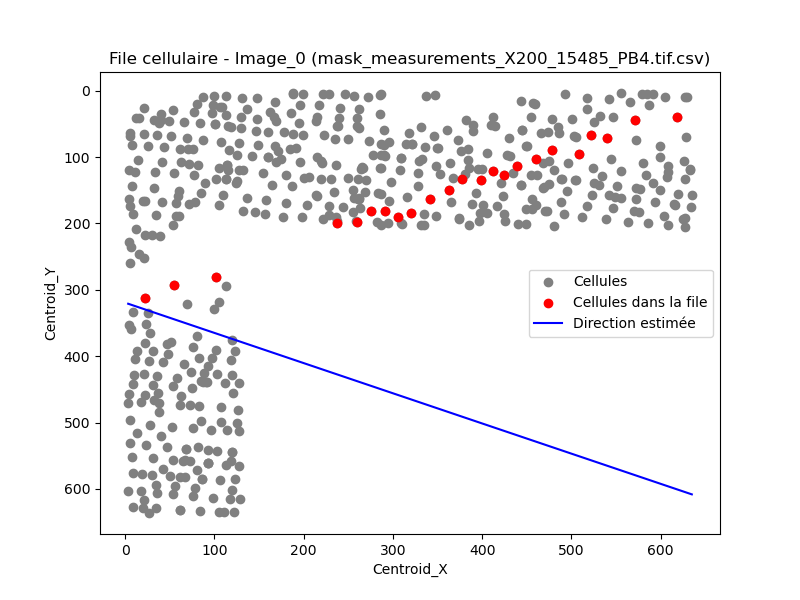 File cellulaire - Image_0 (mask_measurements_X200_15485_PB4.tif.csv)
0
100
200
300
400
500
600
Centroid_Y
Cellules
Cellules dans la file
Direction estimée
0 100 200 300 400 500 600
Centroid_X